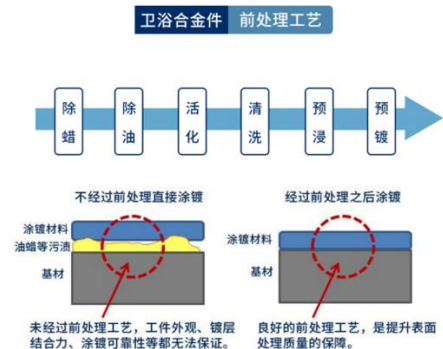 卫浴合金件 前处理工艺
除蜡 除油 活化 清洗 预浸 预镀
不经过前处理直接涂镀
涂镀材料
油蜡等污渍
基材
未经过前处理工艺，工件外观、镀层
结合力、涂镀可靠性等都无法保证。
经过前处理之后涂镀
涂镀材料
基材
良好的前处理工艺，是提升表面
处理质量的保障。